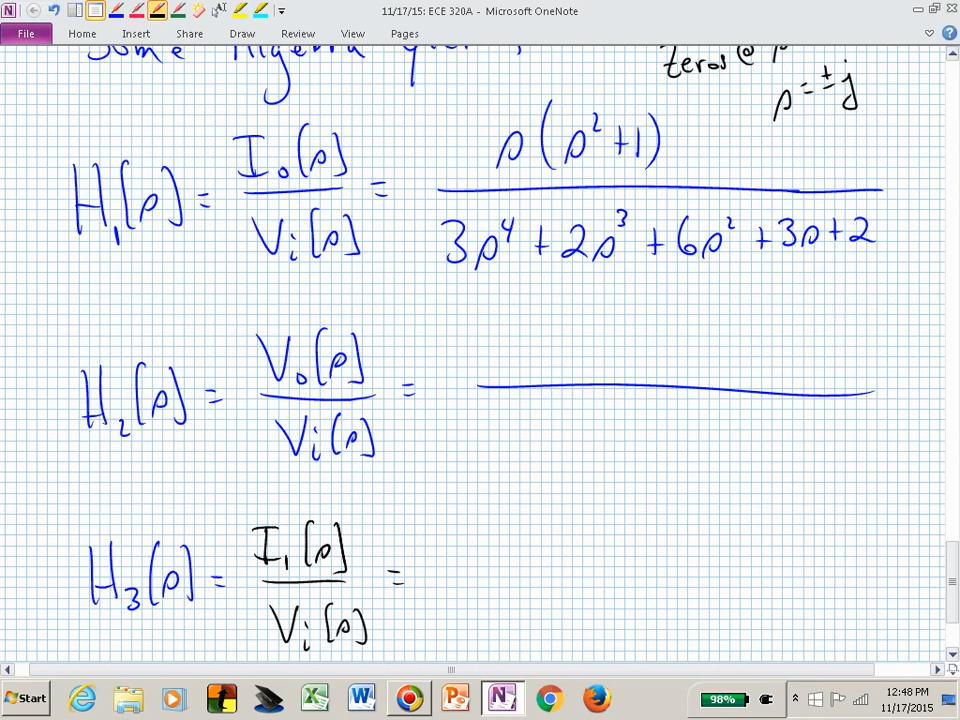 11/17/15: ECE 320A - Microsoft OneNote
File Home Insert Share Draw Review View Pages
Some Algebra
zeros @
s = ± j
H₁(s) = I₀(s) / Vᵢ(s) = s(s² + 1) / 3s⁴ + 2s³ + 6s² + 3s + 2
H₂(s) = V₀(s) / Vᵢ(s) =
H₃(s) = I₁(s) / Vᵢ(s) =
Start 98% 12:48 PM
11/17/2015